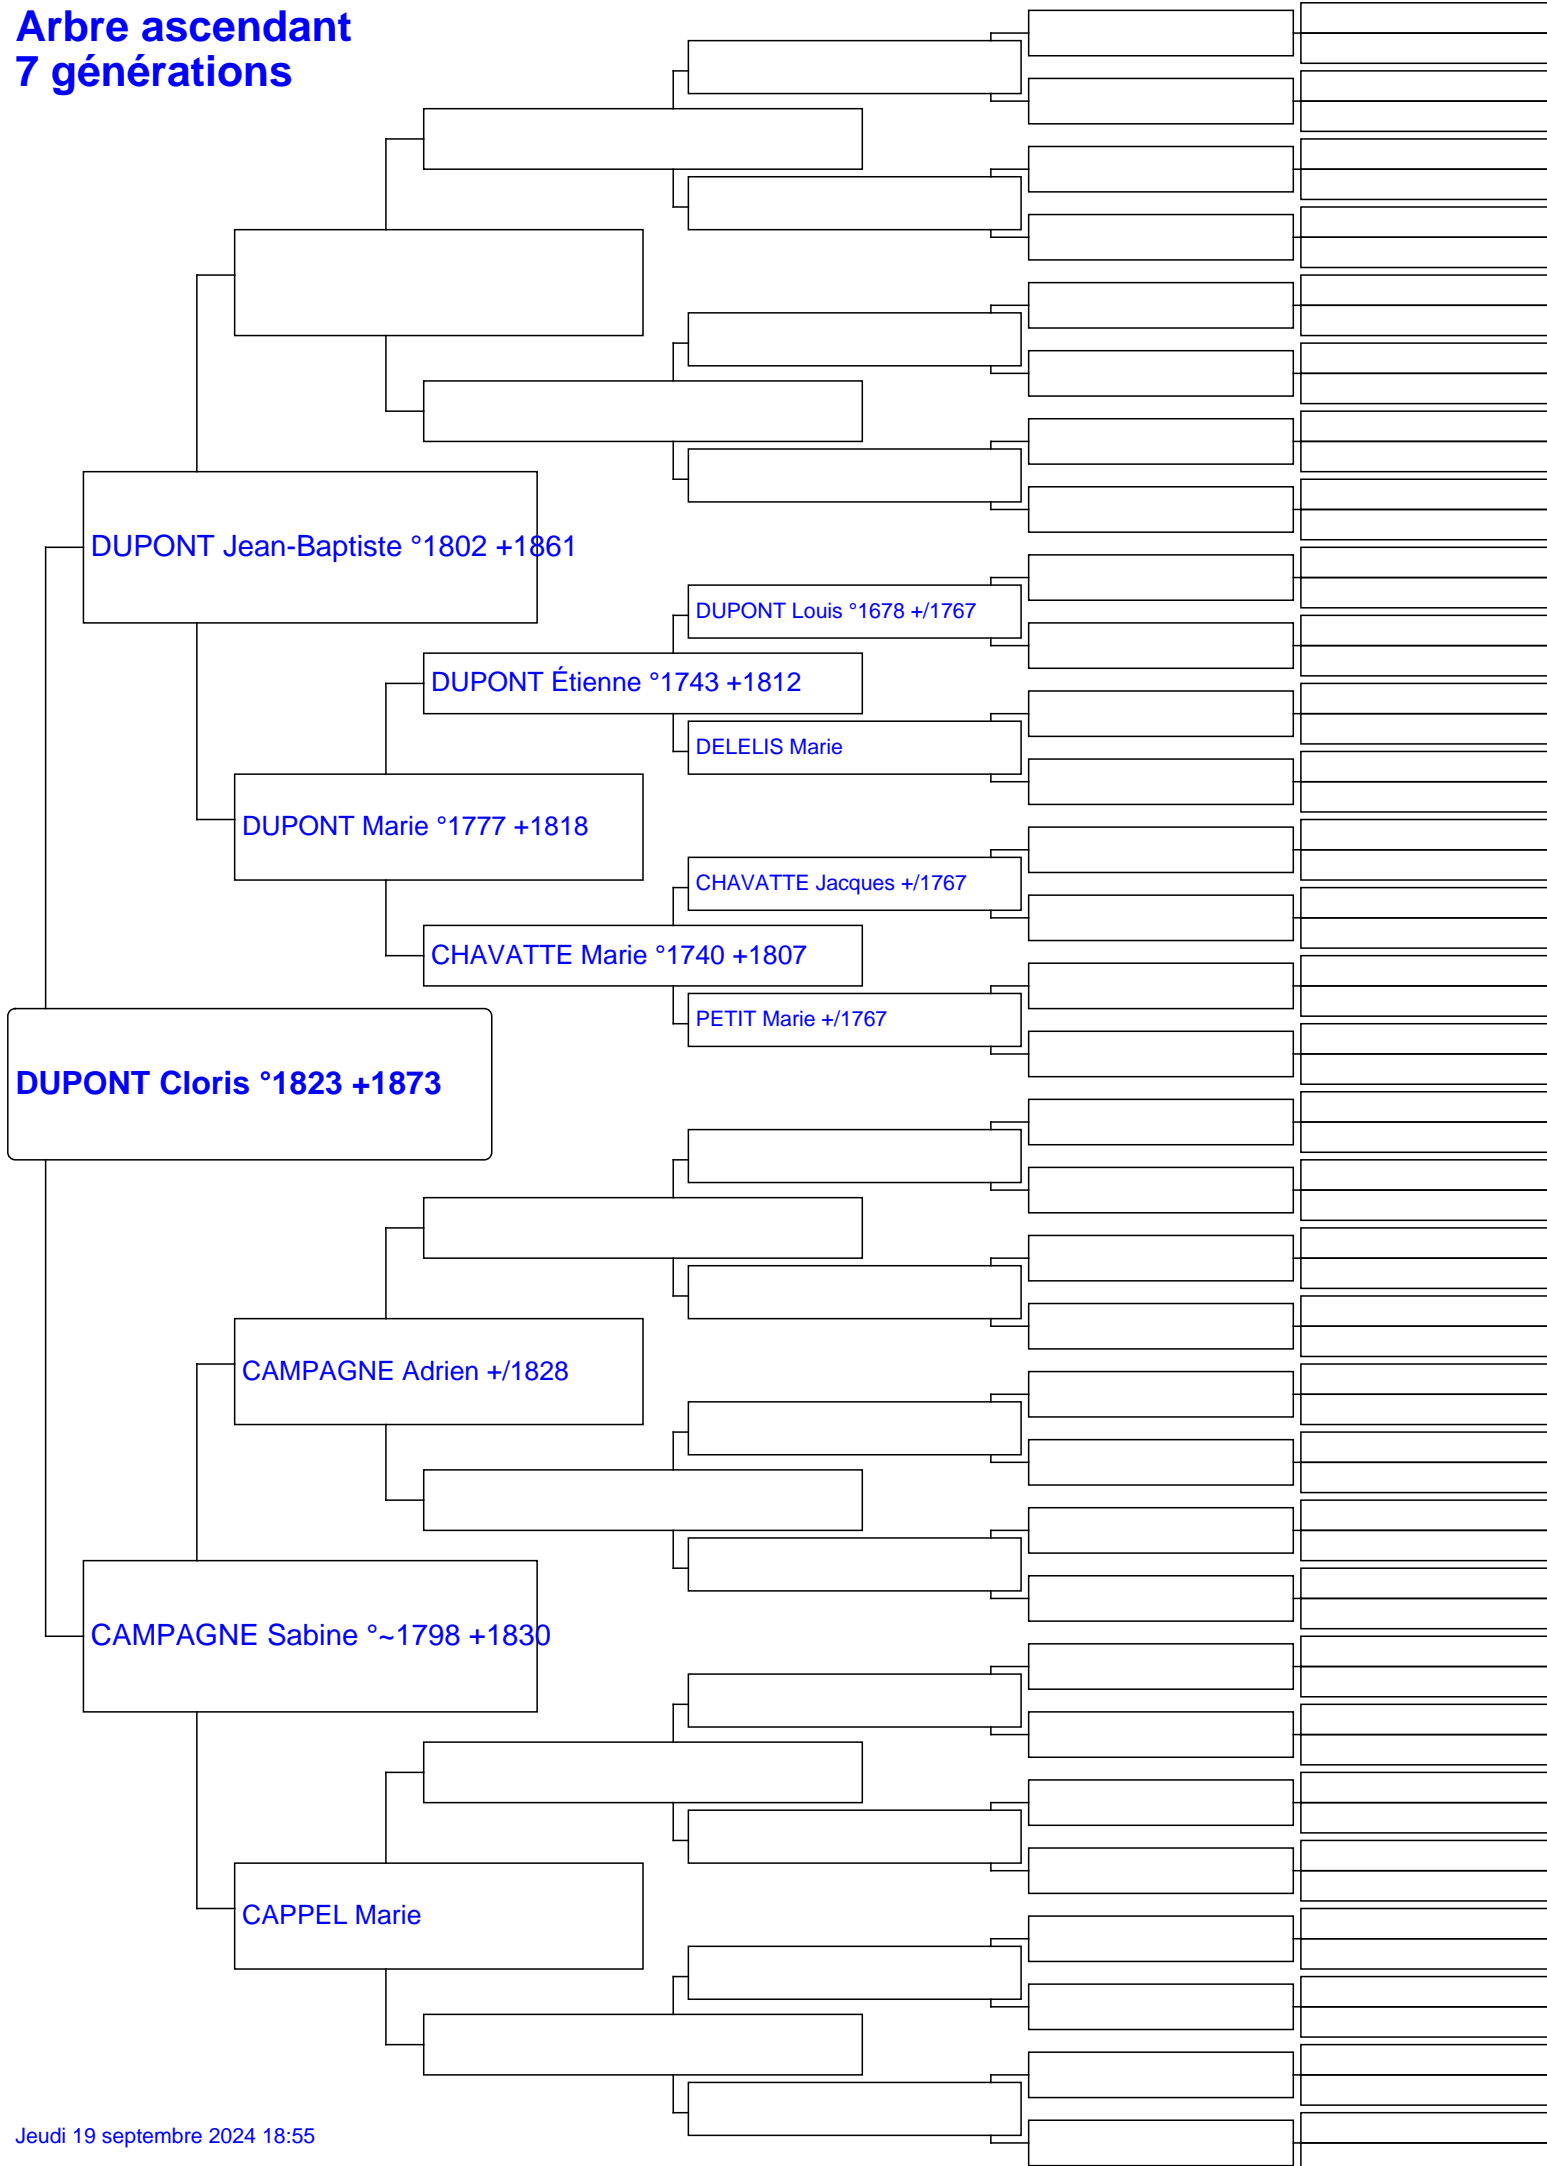 Arbre ascendant
7 générations
DUPONT Jean-Baptiste °1802 +1861
DUPONT Louis °1678 +/1767
DUPONT Étienne °1743 +1812
DELELIS Marie
DUPONT Marie °1777 +1818
CHAVATTE Jacques +/1767
CHAVATTE Marie °1740 +1807
PETIT Marie +/1767
DUPONT Cloris °1823 +1873
CAMPAGNE Adrien +/1828
CAMPAGNE Sabine °~1798 +1830
CAPPEL Marie
Jeudi 19 septembre 2024 18:55